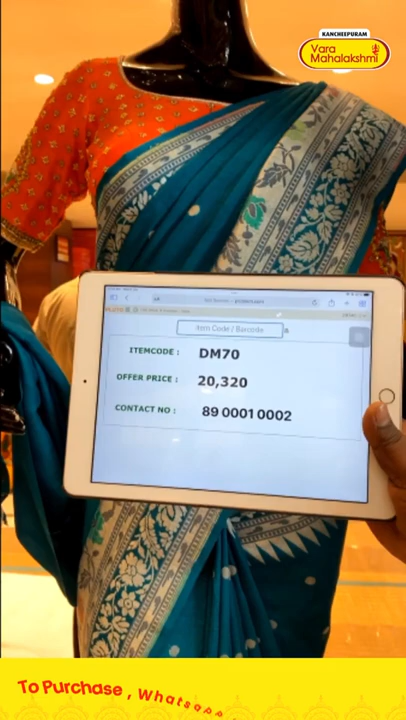 KANCHEEPURAM
Vara
Mahalakshmi
Item Code / Barcode
ITEMCODE : DM70
OFFER PRICE : 20,320
CONTACT NO : 89 0001 0002
To Purchase , Whatsapp